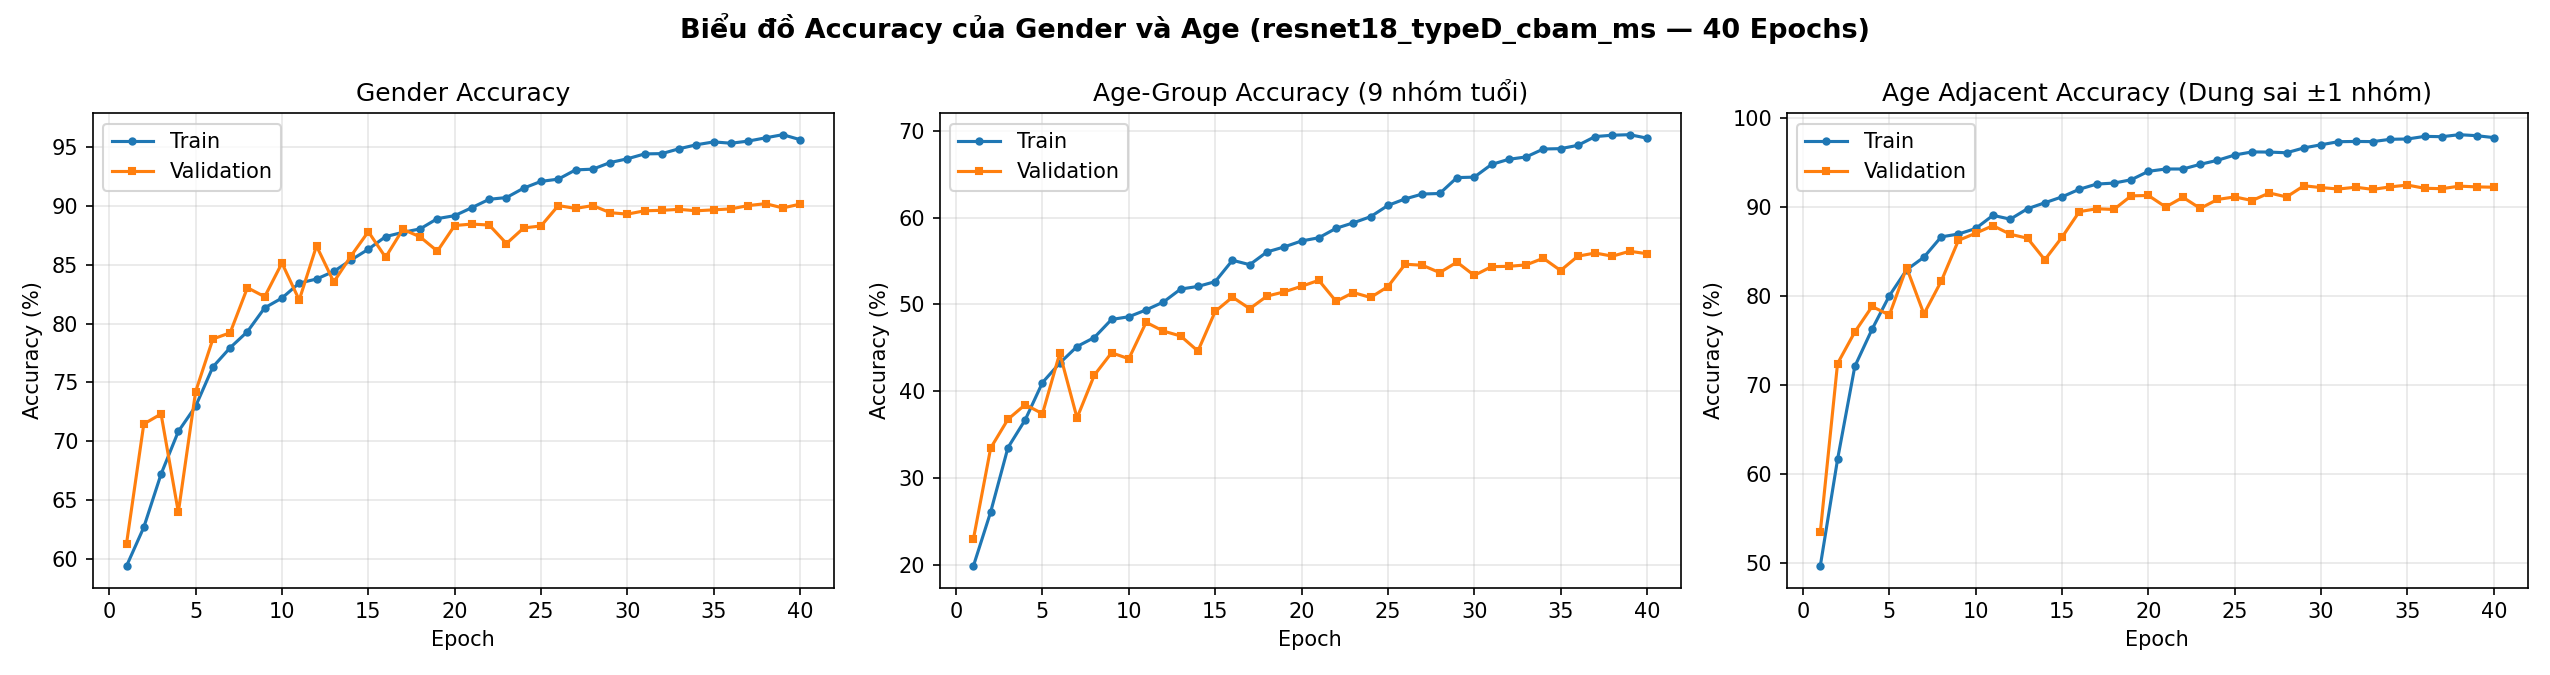 Biểu đồ Accuracy của Gender và Age (resnet18_typeD_cbam_ms — 40 Epochs)
Gender Accuracy
Train
Validation
Accuracy (%)
95
90
85
80
75
70
65
60
0 5 10 15 20 25 30 35 40
Epoch
Age-Group Accuracy (9 nhóm tuổi)
Train
Validation
Accuracy (%)
70
60
50
40
30
20
0 5 10 15 20 25 30 35 40
Epoch
Age Adjacent Accuracy (Dung sai ±1 nhóm)
Train
Validation
Accuracy (%)
100
90
80
70
60
50
0 5 10 15 20 25 30 35 40
Epoch